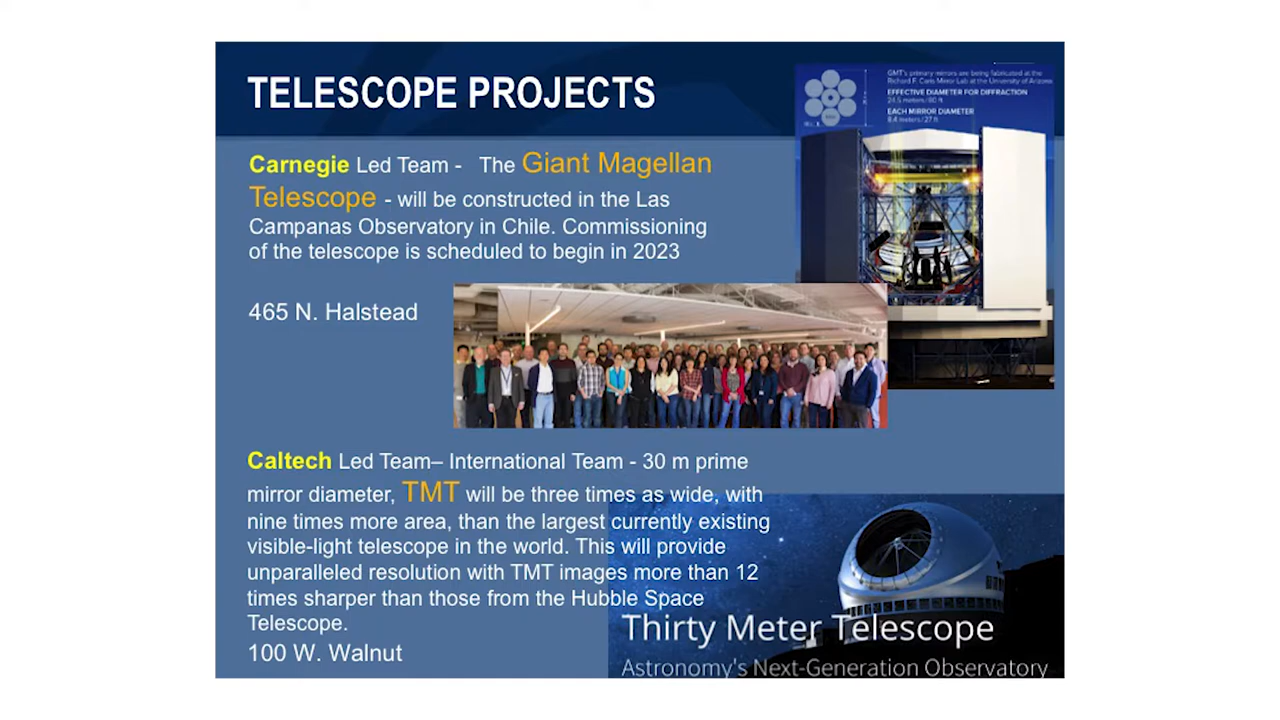 TELESCOPE PROJECTS
GMT's primary mirrors are being fabricated at the
Richard F. Caris Mirror Lab at the University of Arizona
EFFECTIVE DIAMETER FOR DIFFRACTION
24.5 meters/80 ft
EACH MIRROR DIAMETER
8.4 meters/27 ft
Carnegie Led Team - The Giant Magellan
Telescope - will be constructed in the Las
Campanas Observatory in Chile. Commissioning
of the telescope is scheduled to begin in 2023
465 N. Halstead
Caltech Led Team– International Team - 30 m prime
mirror diameter, TMT will be three times as wide, with
nine times more area, than the largest currently existing
visible-light telescope in the world. This will provide
unparalleled resolution with TMT images more than 12
times sharper than those from the Hubble Space
Telescope.
100 W. Walnut
Thirty Meter Telescope
Astronomy's Next-Generation Observatory